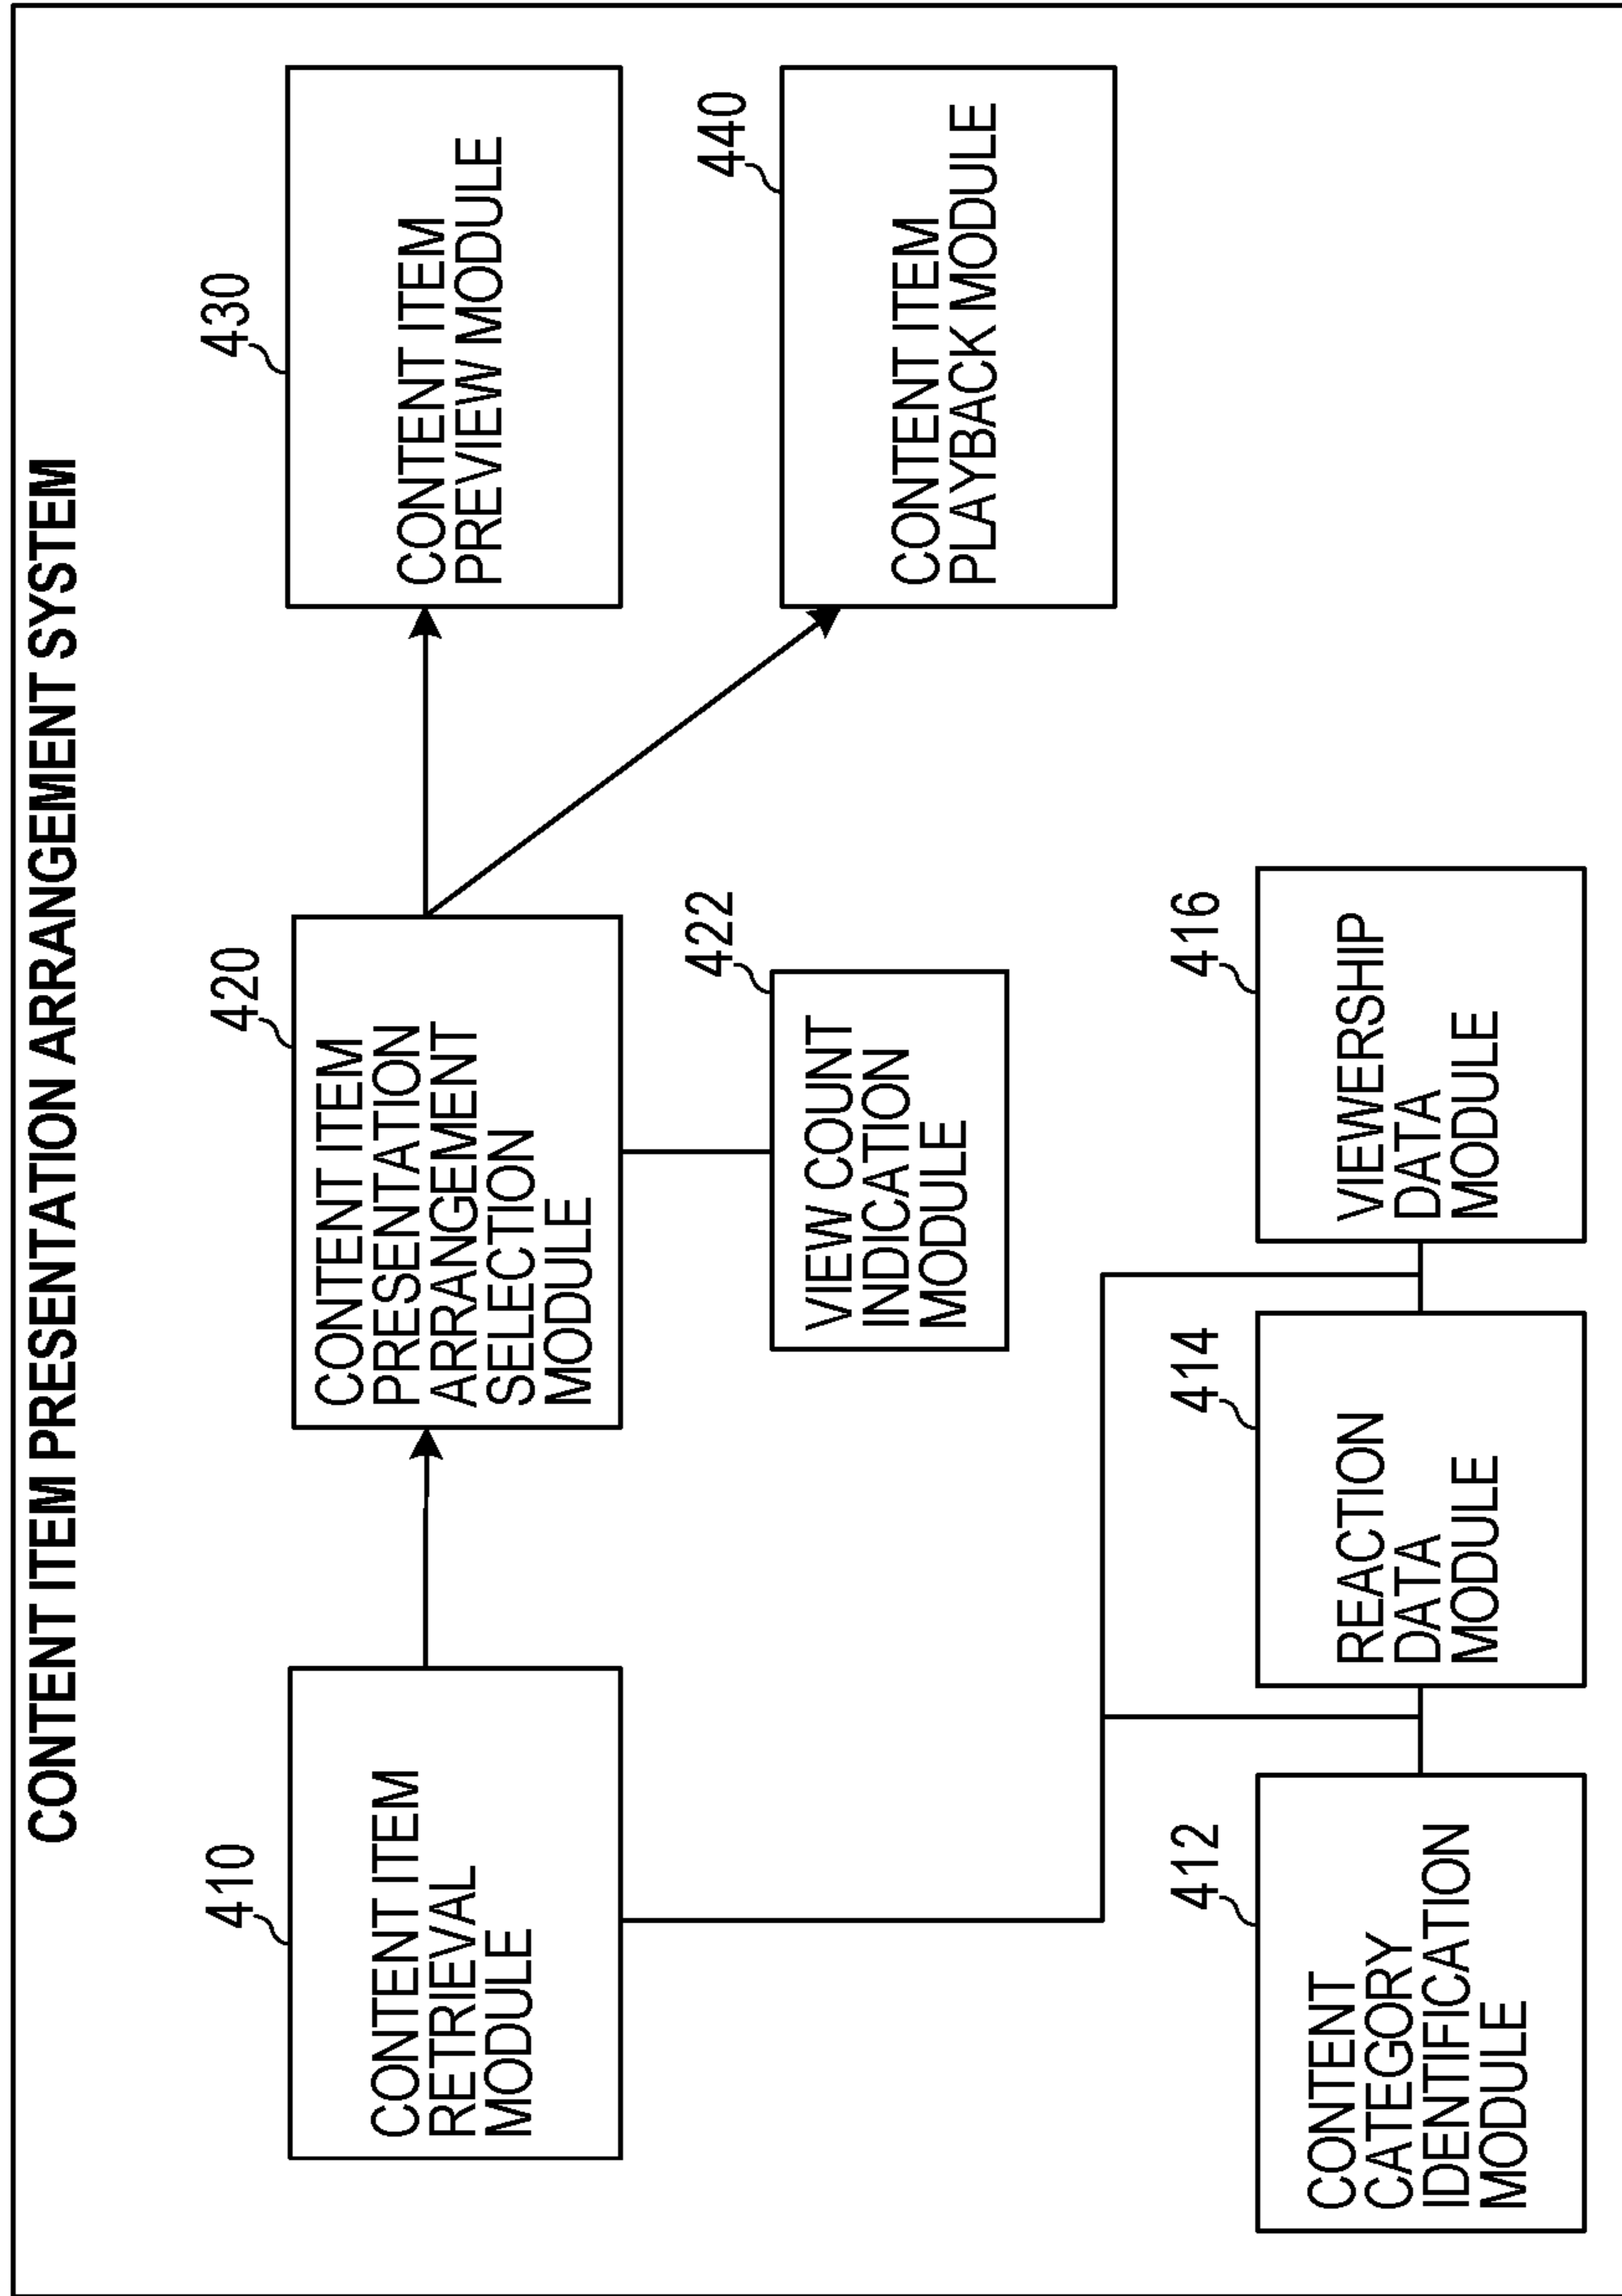 CONTENT ITEM PRESENTATION ARRANGEMENT SYSTEM
410
CONTENT ITEM
RETRIEVAL
MODULE
420
CONTENT ITEM
PRESENTATION
ARRANGEMENT
SELECTION
MODULE
430
CONTENT ITEM
PREVIEW MODULE
422
VIEW COUNT
INDICATION
MODULE
440
CONTENT ITEM
PLAYBACK MODULE
412
CONTENT
CATEGORY
IDENTIFICATION
MODULE
414
REACTION
DATA
MODULE
416
VIEWERSHIP
DATA
MODULE